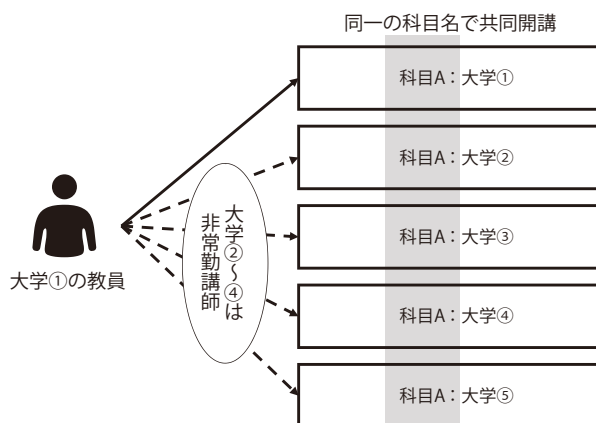 同一の科目名で共同開講
科目A：大学①
科目A：大学②
大学②～④は
非常勤講師
科目A：大学③
大学①の教員
科目A：大学④
科目A：大学⑤